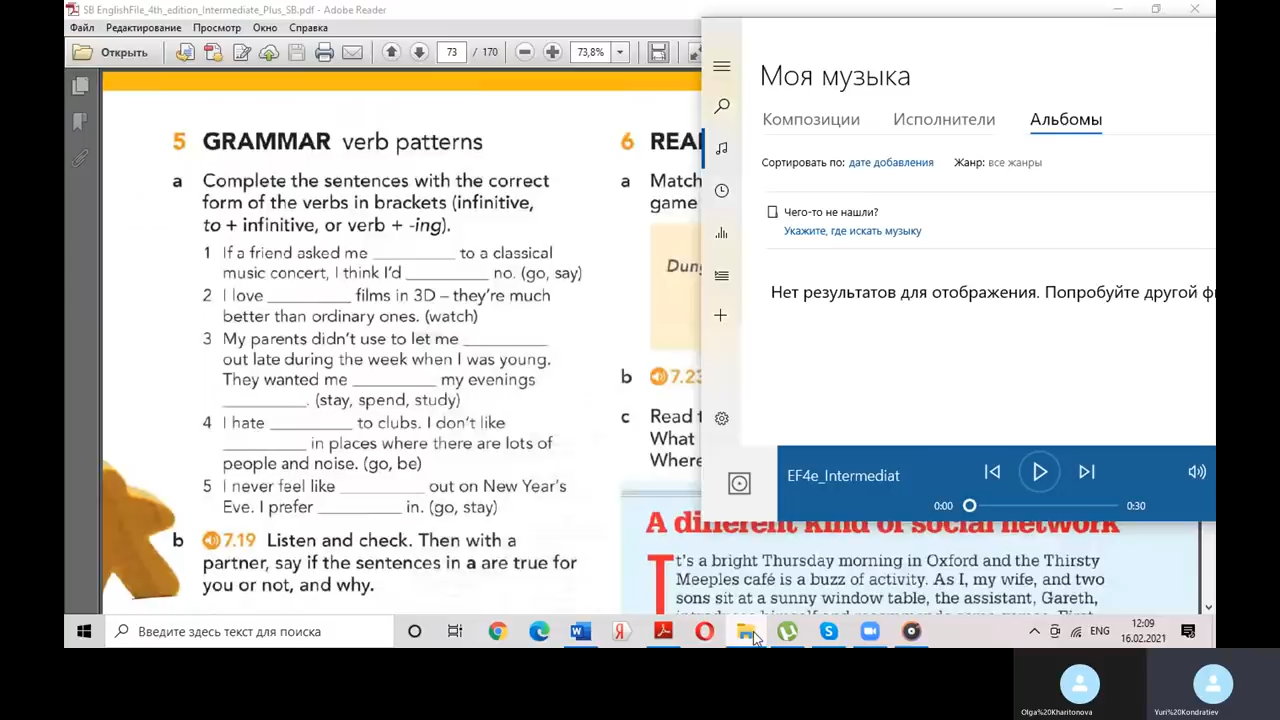 SB EnglishFile_4th_edition_Intermediate_Plus_SB.pdf - Adobe Reader
Файл Редактирование Просмотр Окно Справка
Открыть 73 / 170 73,8%
5 GRAMMAR verb patterns
a Complete the sentences with the correct
form of the verbs in brackets (infinitive,
to + infinitive, or verb + -ing).
1 If a friend asked me _________ to a classical
music concert, I think I'd _________ no. (go, say)
2 I love _________ films in 3D – they're much
better than ordinary ones. (watch)
3 My parents didn't use to let me _________
out late during the week when I was young.
They wanted me _________ my evenings
_________. (stay, spend, study)
4 I hate _________ to clubs. I don't like
_________ in places where there are lots of
people and noise. (go, be)
5 I never feel like _________ out on New Year's
Eve. I prefer _________ in. (go, stay)
b 7.19 Listen and check. Then with a
partner, say if the sentences in a are true for
you or not, and why.
6 REA
a Match
game
Dung
b 7.23
c Read t
What
Where
A different kind of social network
It's a bright Thursday morning in Oxford and the Thirsty
Meeples café is a buzz of activity. As I, my wife, and two
sons sit at a sunny window table, the assistant, Gareth,
Моя музыка
Композиции Исполнители Альбомы
Сортировать по: дате добавления Жанр: все жанры
Чего-то не нашли?
Укажите, где искать музыку
Нет результатов для отображения. Попробуйте другой ф
EF4e_Intermediat
0:00 0:30
Введите здесь текст для поиска
ENG
12:09
16.02.2021
Olga%20Kharitonova
Yuri%20Kondratiev